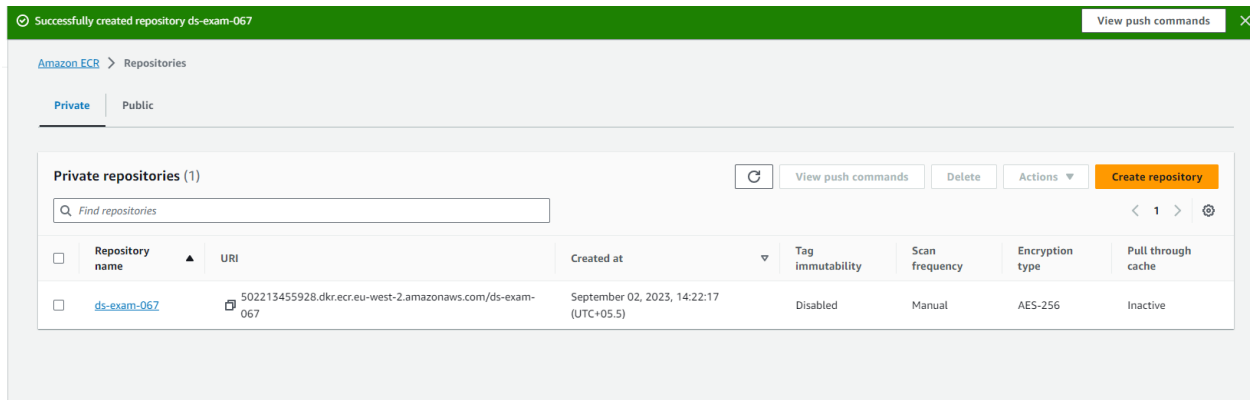 Successfully created repository ds-exam-067
View push commands
Amazon ECR > Repositories
Private Public
Private repositories (1)
View push commands Delete Actions Create repository
Find repositories
1
Repository name URI Created at Tag immutability Scan frequency Encryption type Pull through cache
ds-exam-067 502213455928.dkr.ecr.eu-west-2.amazonaws.com/ds-exam-067 September 02, 2023, 14:22:17 (UTC+05.5) Disabled Manual AES-256 Inactive